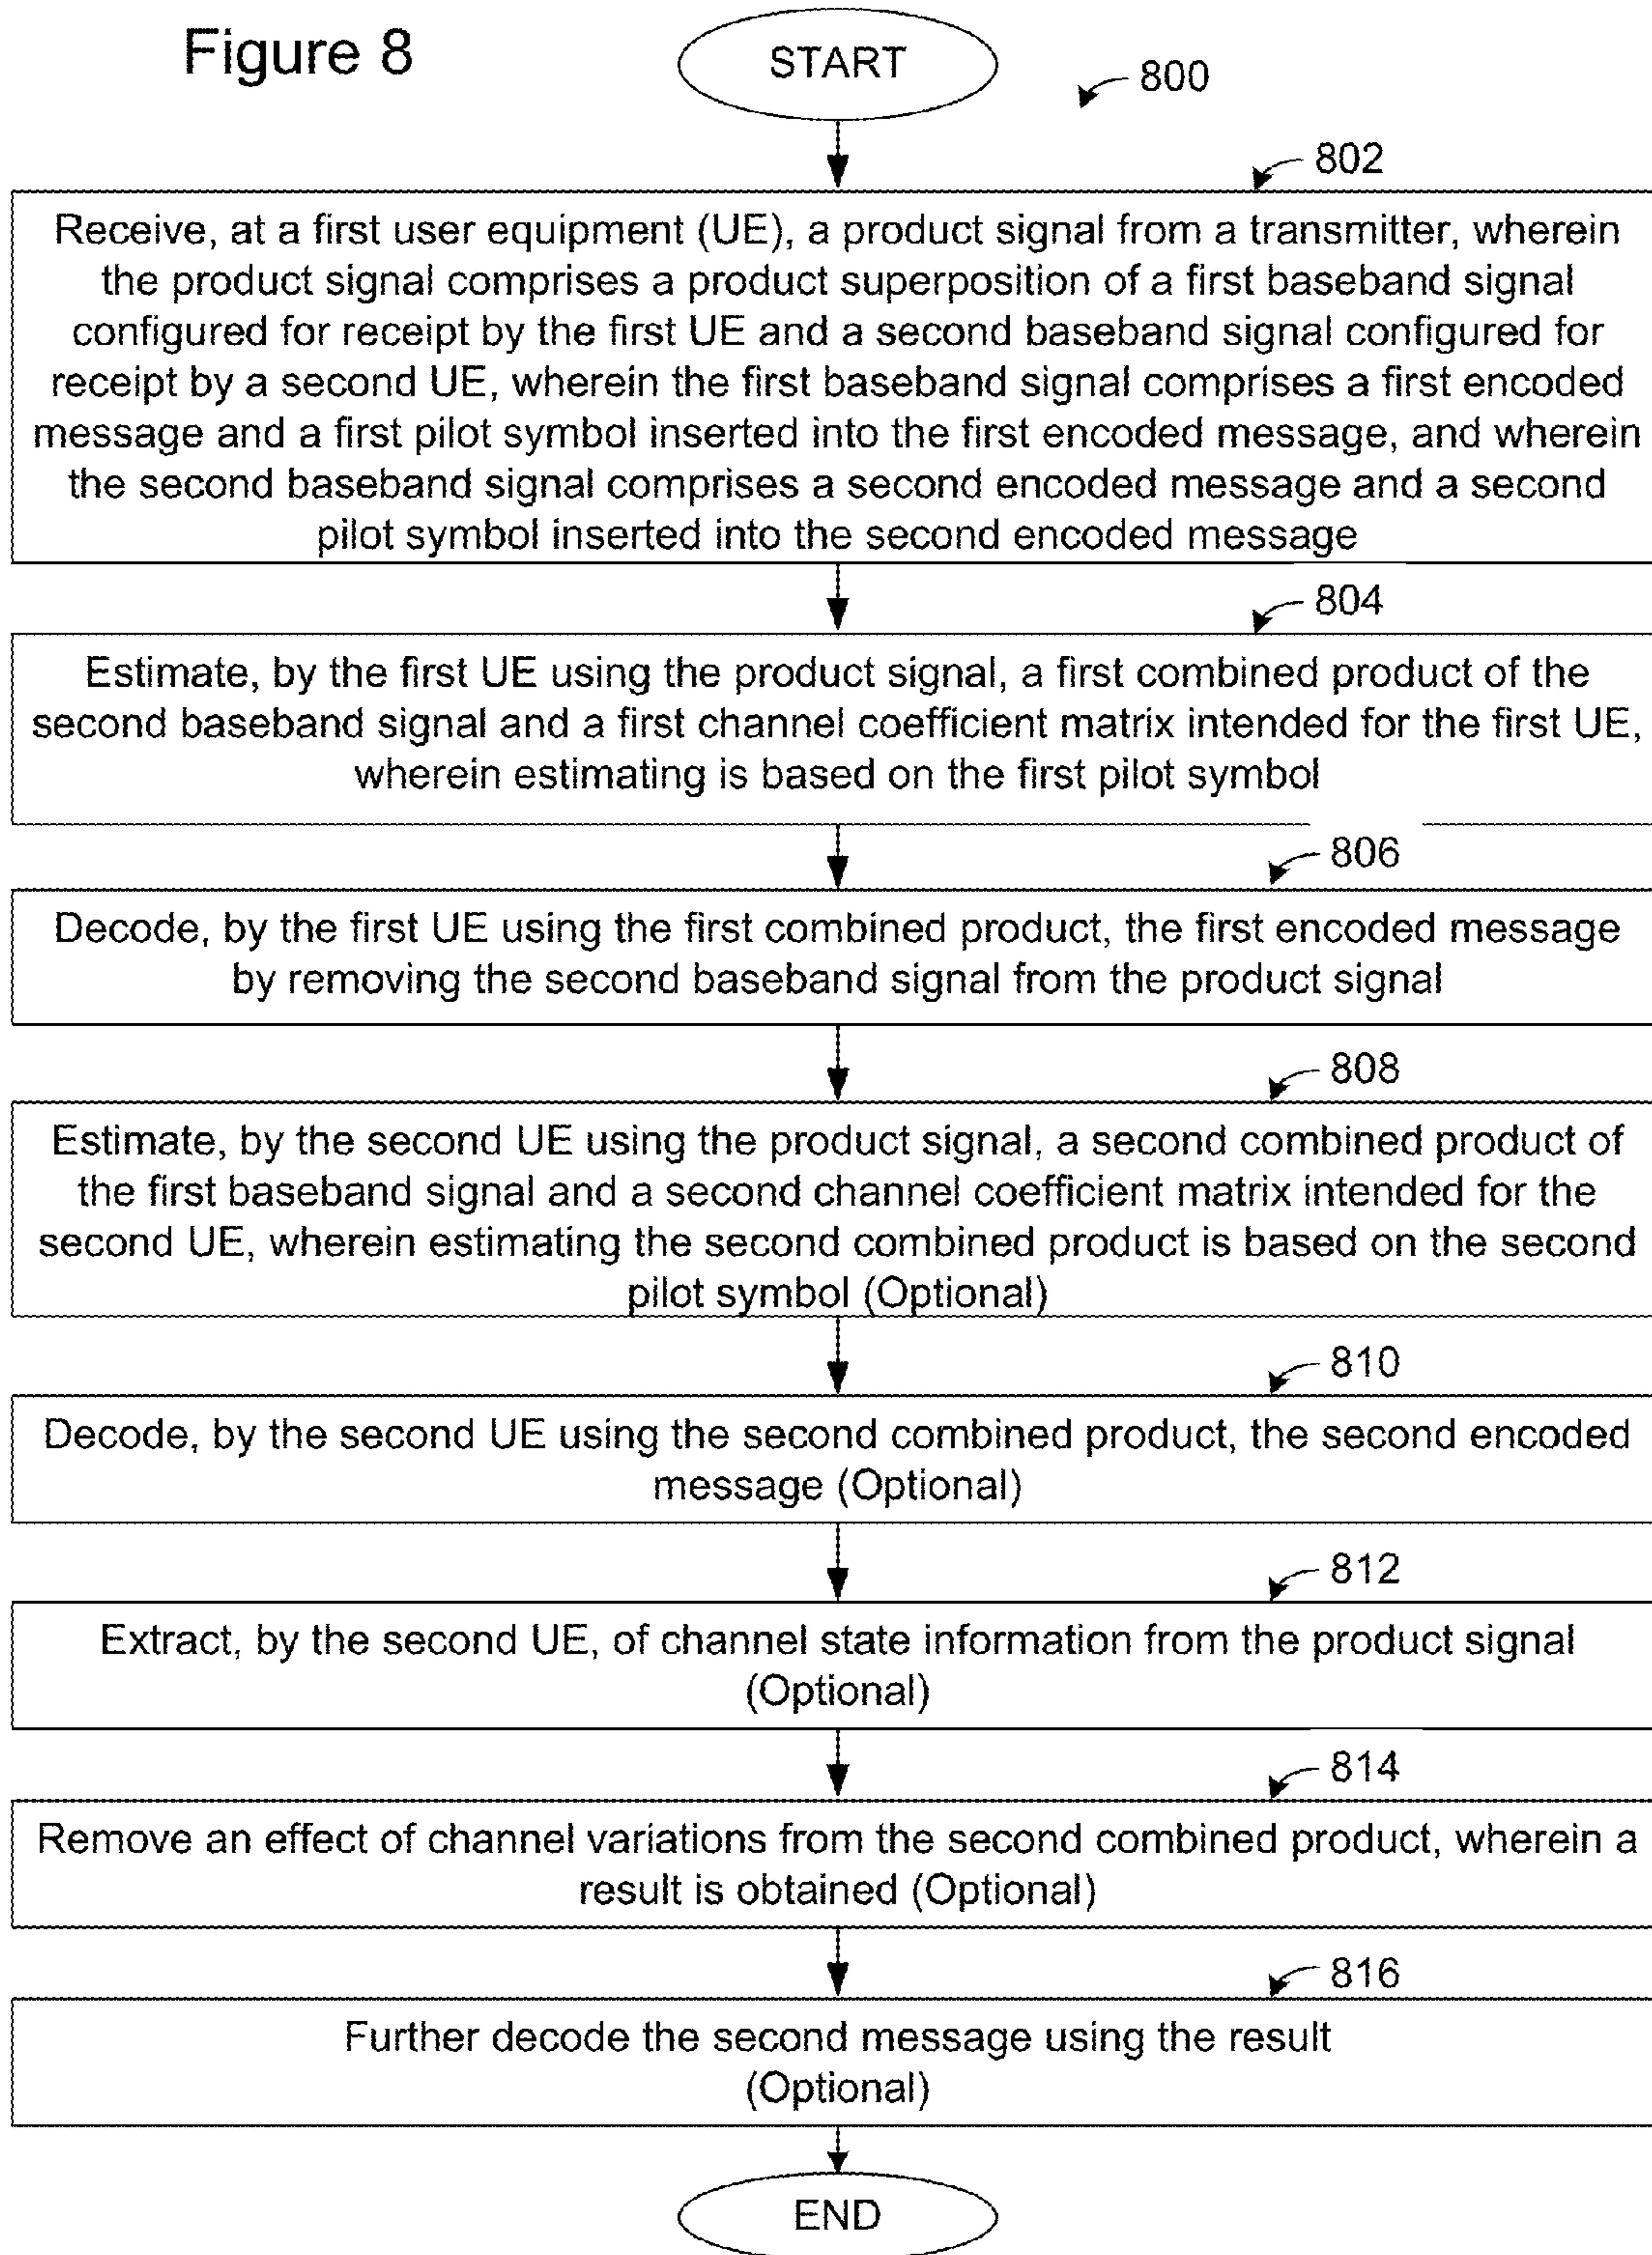 Figure 8
START
800
802
Receive, at a first user equipment (UE), a product signal from a transmitter, wherein
the product signal comprises a product superposition of a first baseband signal
configured for receipt by the first UE and a second baseband signal configured for
receipt by a second UE, wherein the first baseband signal comprises a first encoded
message and a first pilot symbol inserted into the first encoded message, and wherein
the second baseband signal comprises a second encoded message and a second
pilot symbol inserted into the second encoded message
804
Estimate, by the first UE using the product signal, a first combined product of the
second baseband signal and a first channel coefficient matrix intended for the first UE,
wherein estimating is based on the first pilot symbol
806
Decode, by the first UE using the first combined product, the first encoded message
by removing the second baseband signal from the product signal
808
Estimate, by the second UE using the product signal, a second combined product of
the first baseband signal and a second channel coefficient matrix intended for the
second UE, wherein estimating the second combined product is based on the second
pilot symbol (Optional)
810
Decode, by the second UE using the second combined product, the second encoded
message (Optional)
812
Extract, by the second UE, of channel state information from the product signal
(Optional)
814
Remove an effect of channel variations from the second combined product, wherein a
result is obtained (Optional)
816
Further decode the second message using the result
(Optional)
END